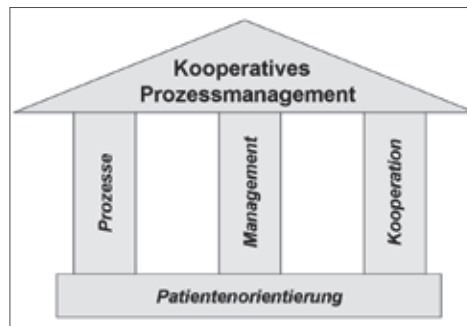 Kooperatives
Prozessmanagement
Prozesse
Management
Kooperation
Patientenorientierung